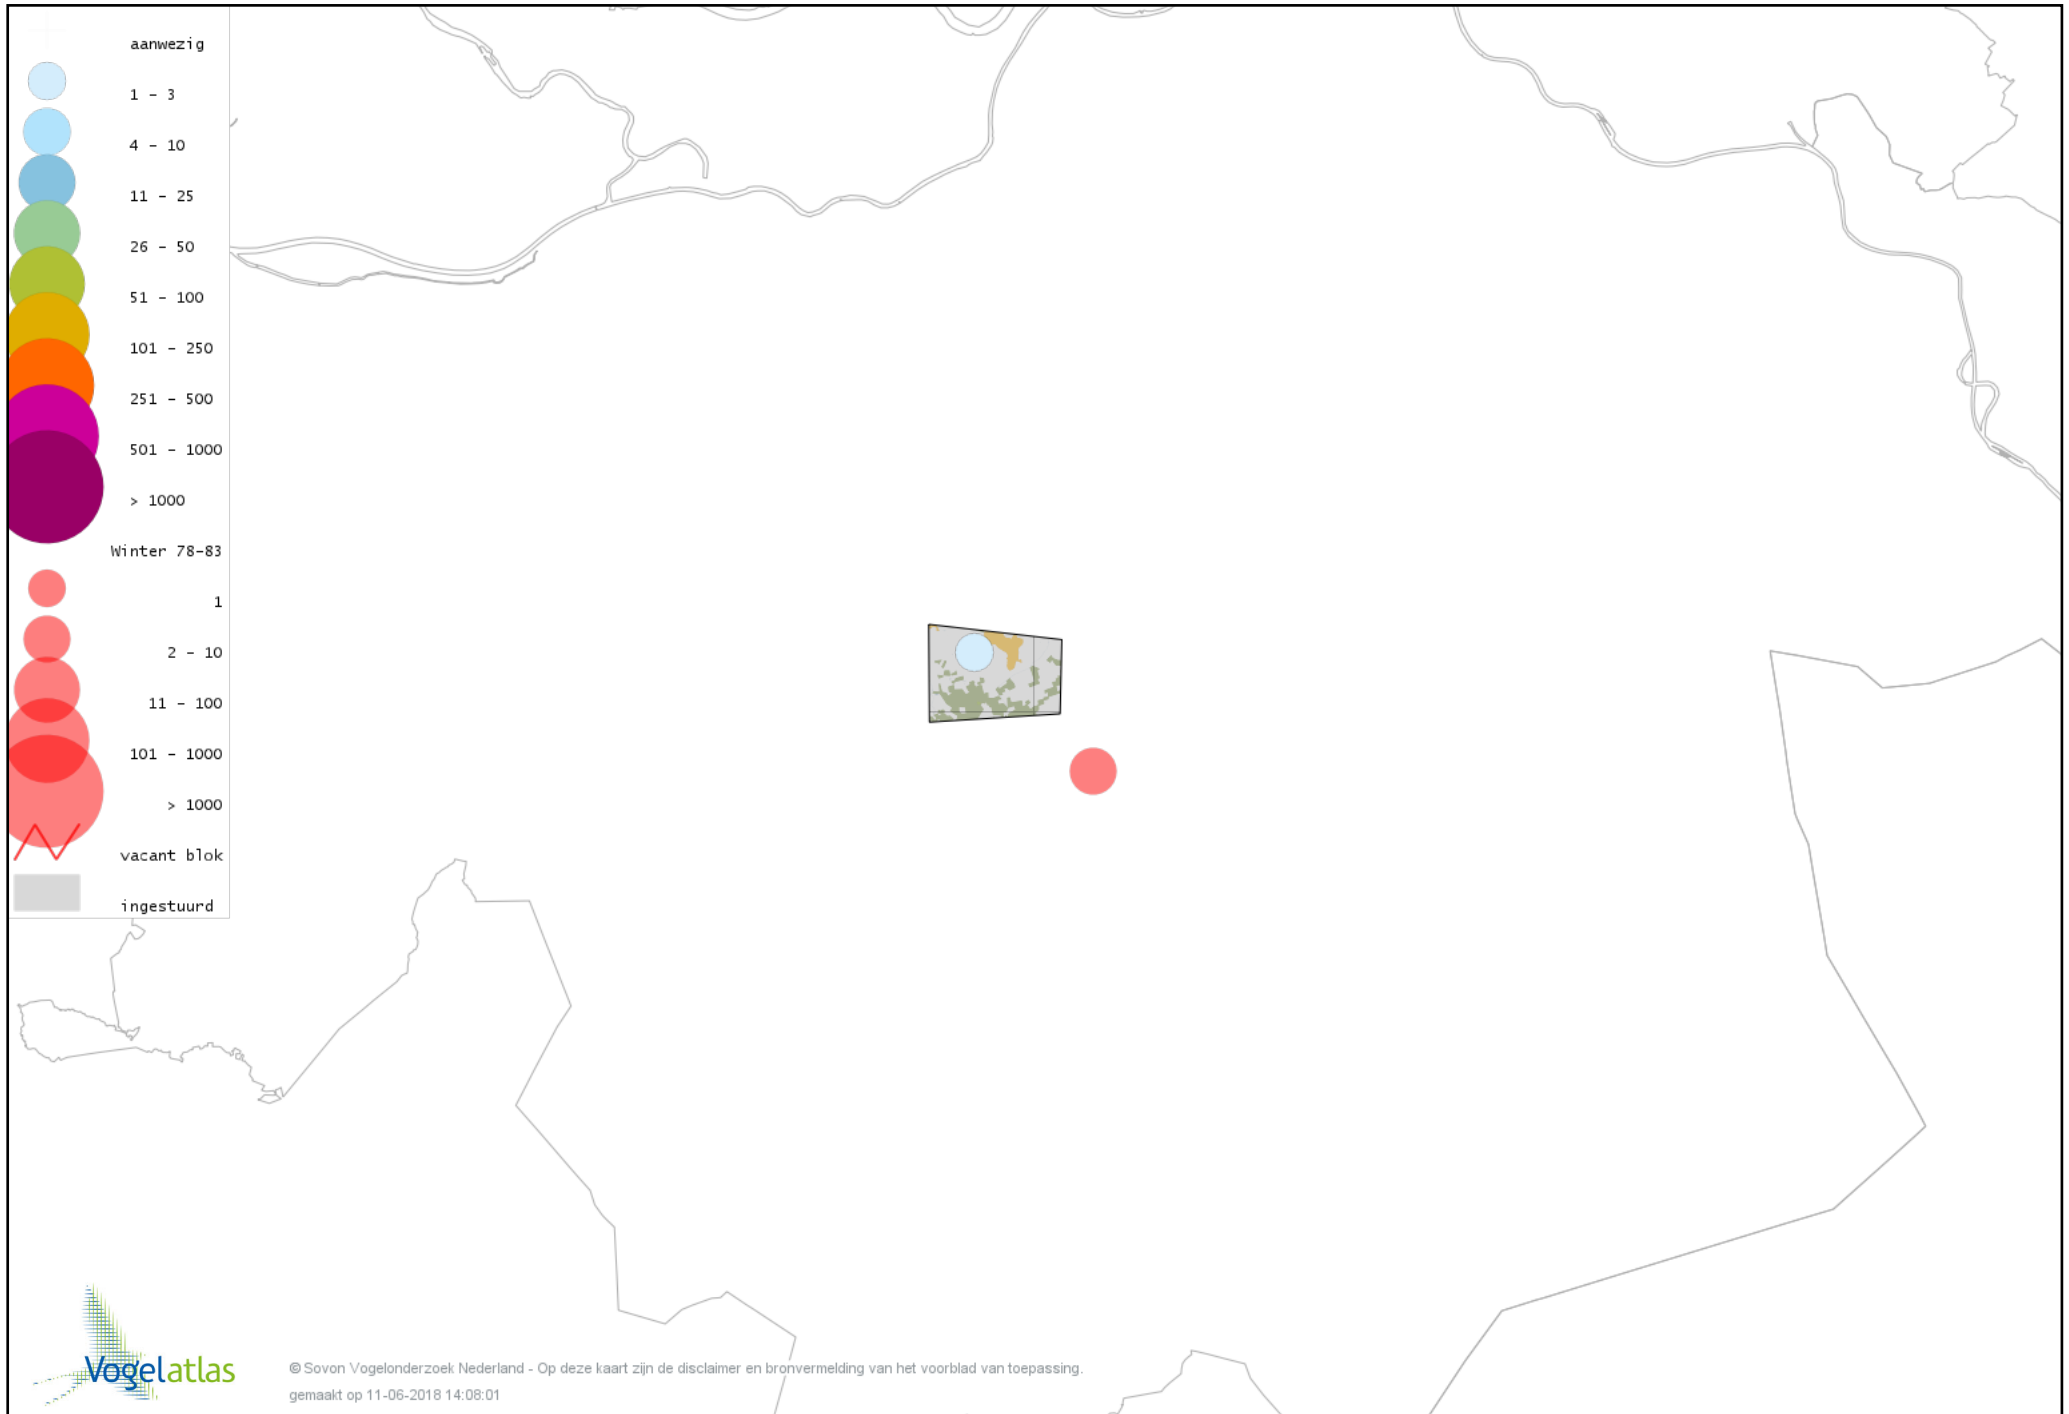 aanwezig
1 - 3
4 - 10
11 - 25
26 - 50
51 - 100
101 - 250
251 - 500
501 - 1000
> 1000
Winter 78-83
1
2 - 10
11 - 100
101 - 1000
> 1000
vacant blok
ingestuurd
Vogelatlas
© Sovon Vogelonderzoek Nederland - Op deze kaart zijn de disclaimer en bronvermelding van het voorblad van toepassing.
gemaakt op 11-06-2018 14:08:01